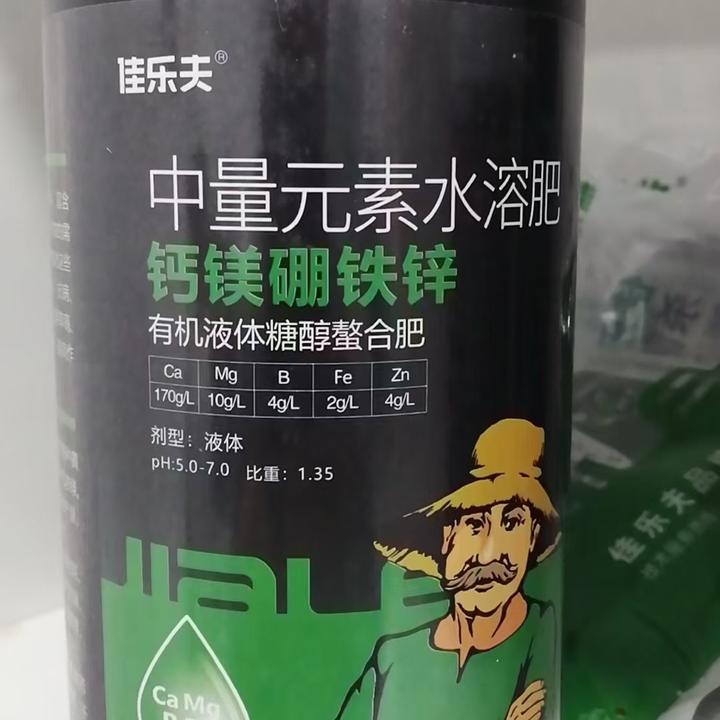 佳乐夫®
中量元素水溶肥
钙镁硼铁锌
有机液体糖醇螯合肥
Ca Mg B Fe Zn
170g/L 10g/L 4g/L 2g/L 4g/L
剂型：液体
pH:5.0-7.0 比重：1.35
JIALE
Ca Mg
佳乐夫品